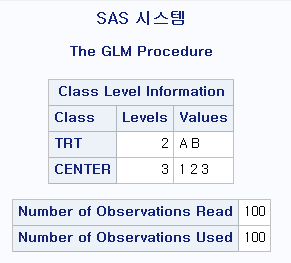 SAS 시스템
The GLM Procedure
Class Level Information
Class Levels Values
TRT 2 A B
CENTER 3 1 2 3
Number of Observations Read 100
Number of Observations Used 100